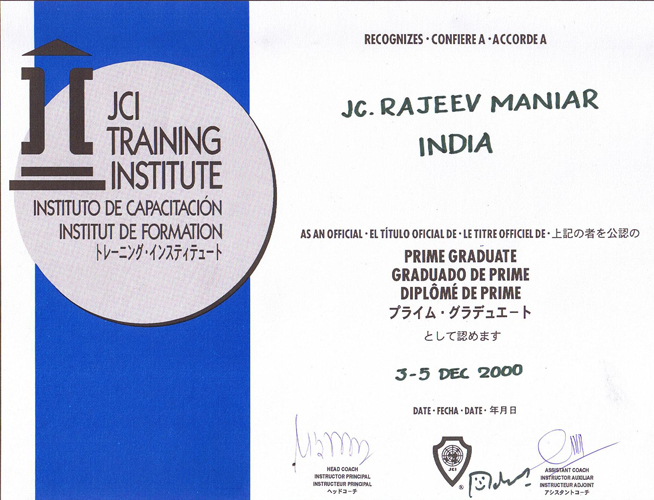 JCI
TRAINING
INSTITUTE
INSTITUTO DE CAPACITACIÓN
INSTITUT DE FORMATION
トレーニング・インスティテュート
RECOGNIZES · CONFIERE A · ACCORDE A
JC. RAJEEV MANIAR
INDIA
AS AN OFFICIAL · EL TÍTULO OFICIAL DE · LE TITRE OFFICIEL DE · 上記の者を公認の
PRIME GRADUATE
GRADUADO DE PRIME
DIPLÔMÉ DE PRIME
プライム・グラデュエート
として認めます
3-5 DEC 2000
DATE · FECHA · DATE · 年月日
HEAD COACH
INSTRUCTOR PRINCIPAL
INSTRUCTEUR PRINCIPAL
ヘッドコーチ
JCI
®
ASSISTANT COACH
INSTRUCTOR AUXILIAR
INSTRUCTEUR ADJOINT
アシスタントコーチ